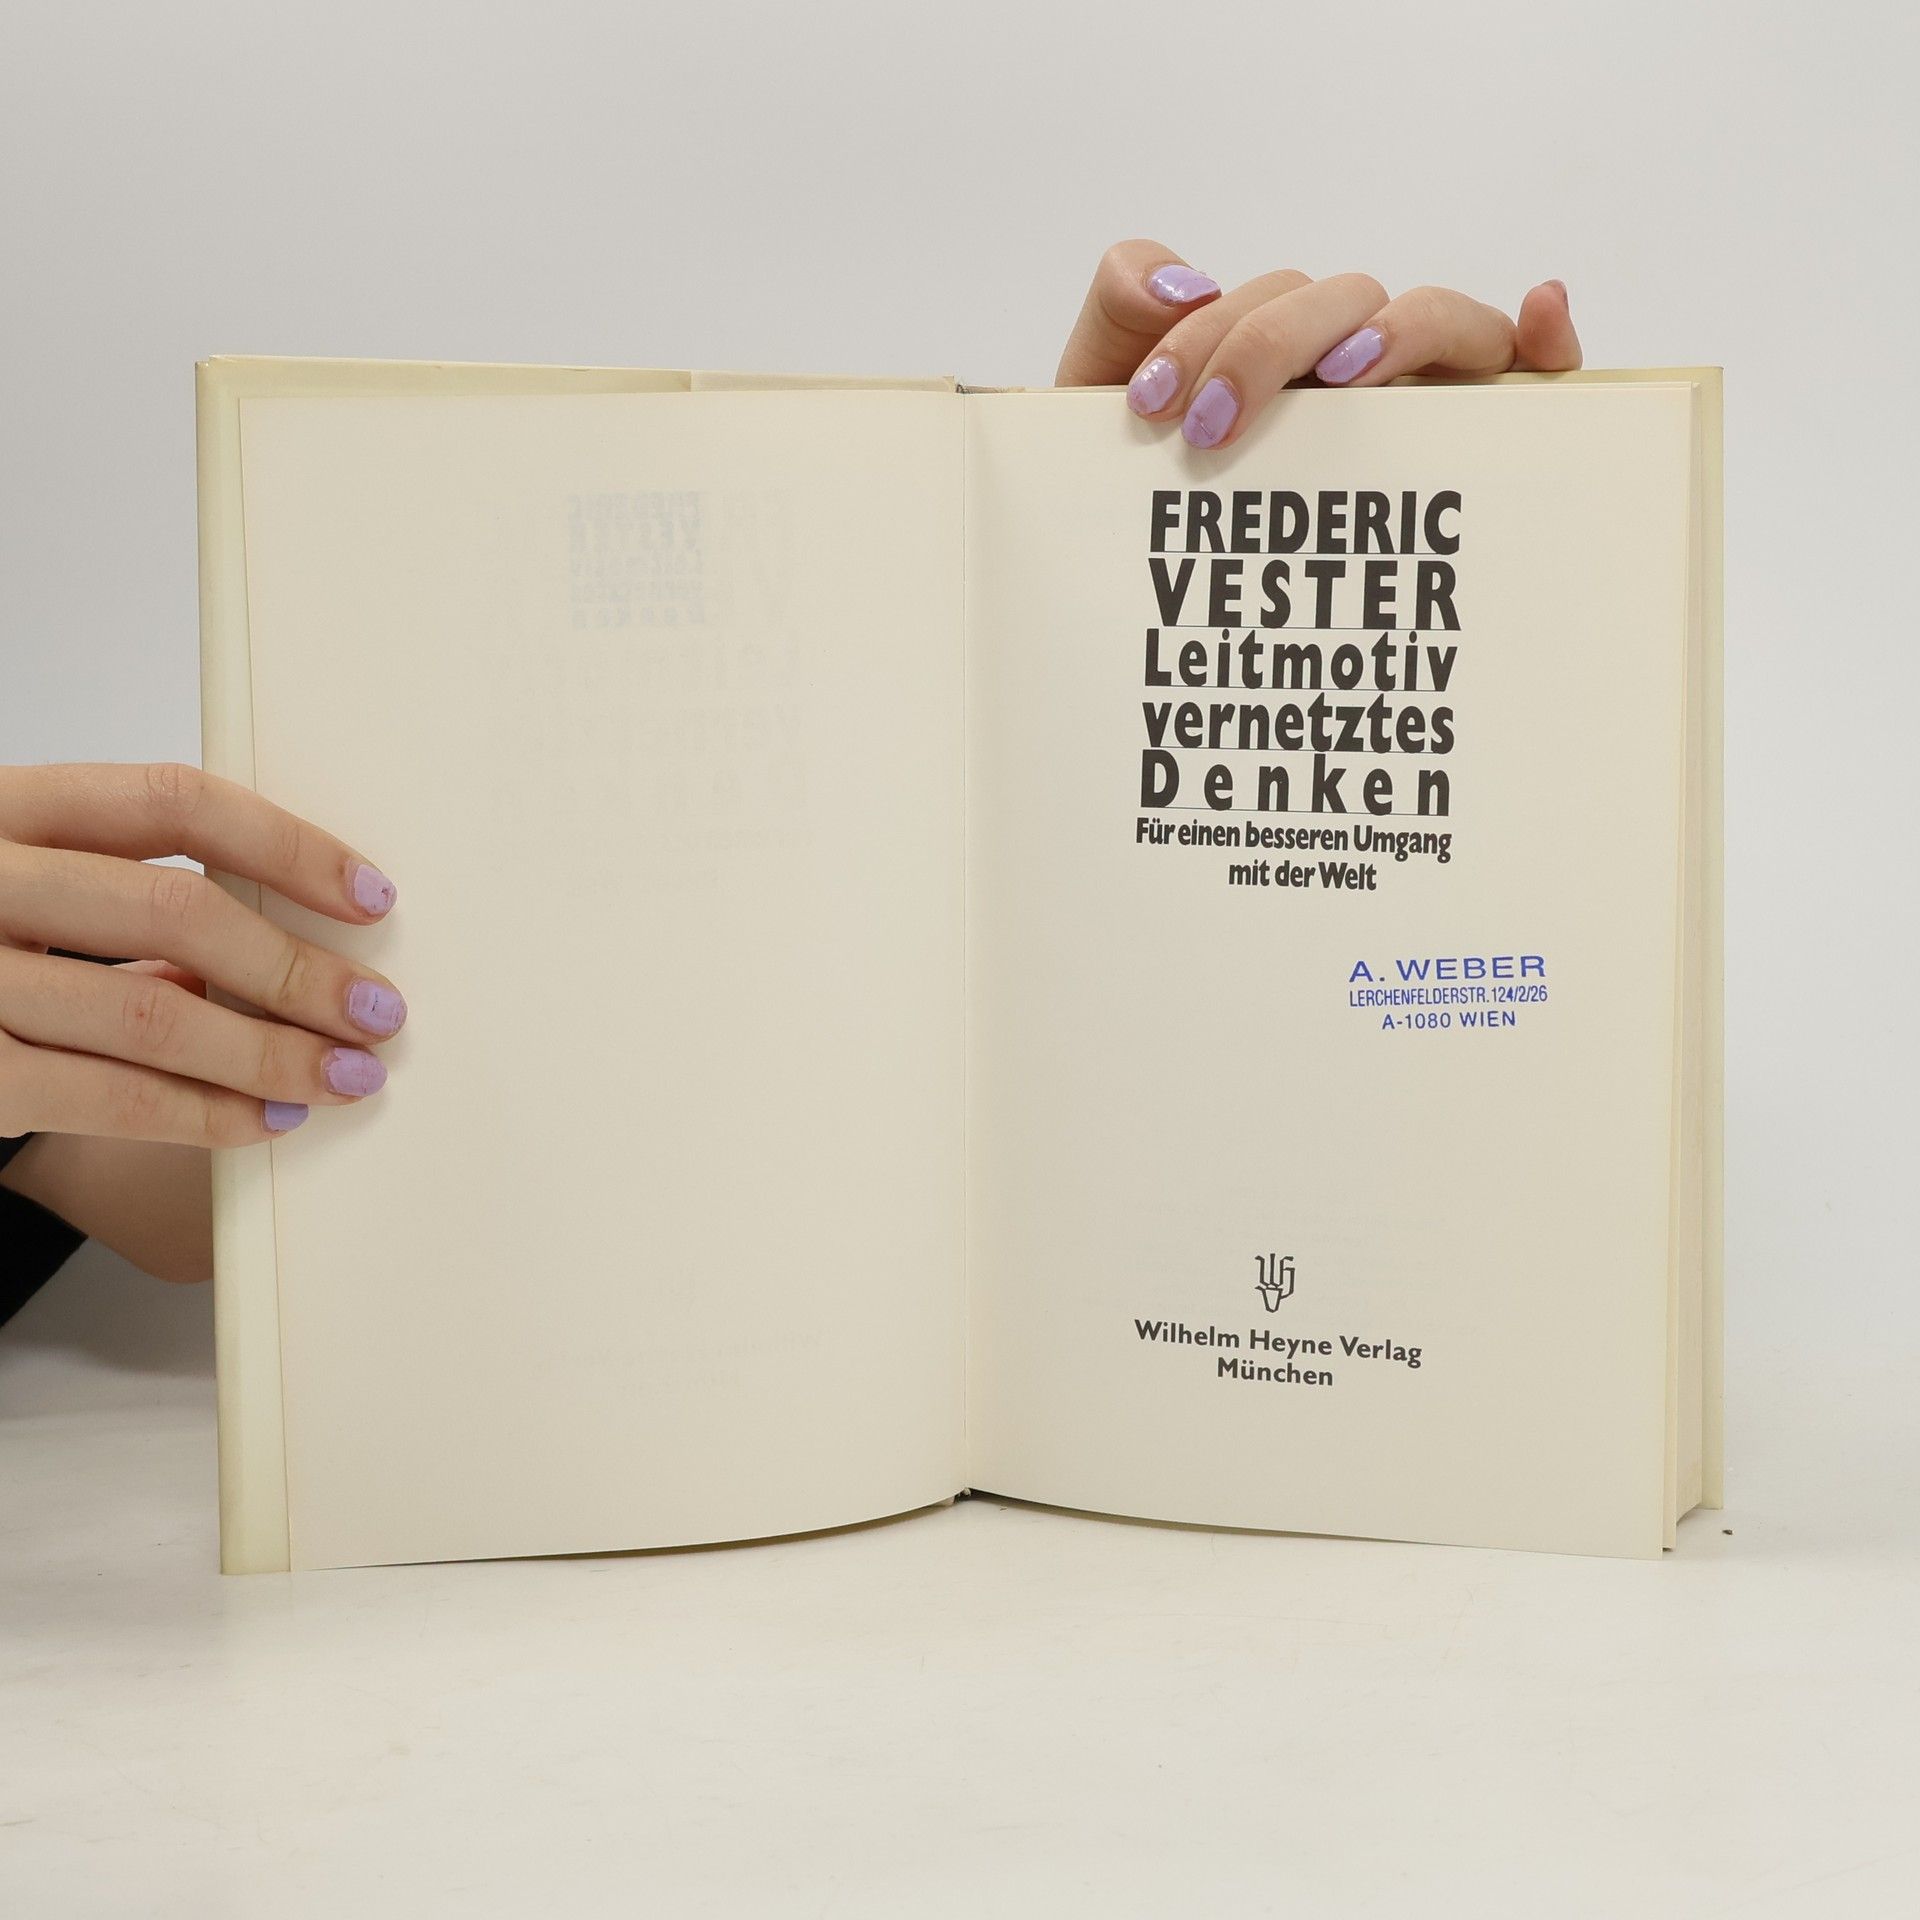 FREDERIC
VESTER
Leitmotiv
vernetztes
Denken
Für einen besseren Umgang
mit der Welt
A. WEBER
LERCHENFELDERSTR. 124/2/26
A-1080 WIEN
Wilhelm Heyne Verlag
München